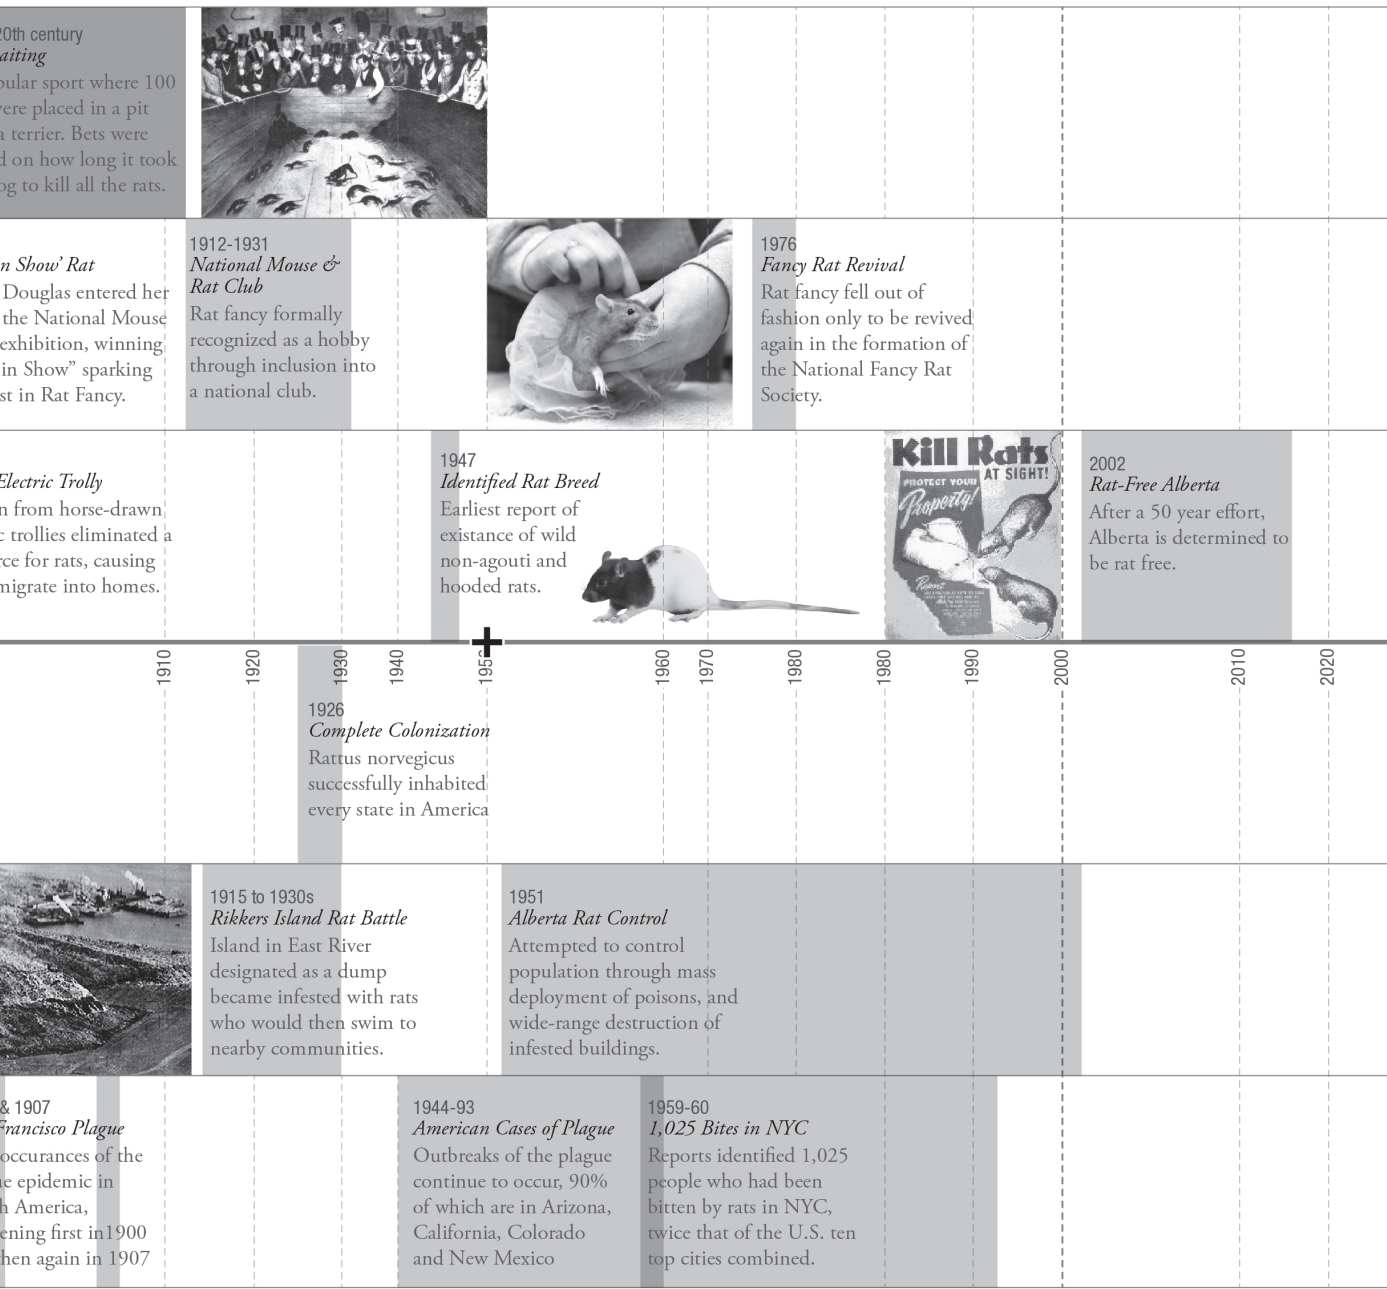 20th century
aiting
pular sport where 100
were placed in a pit
a terrier. Bets were
d on how long it took
og to kill all the rats.
n Show' Rat
Douglas entered her
the National Mouse
exhibition, winning
in Show” sparking
st in Rat Fancy.
1912-1931
National Mouse &
Rat Club
Rat fancy formally
recognized as a hobby
through inclusion into
a national club.
1976
Fancy Rat Revival
Rat fancy fell out of
fashion only to be revived
again in the formation of
the National Fancy Rat
Society.
Electric Trolly
n from horse-drawn
c trollies eliminated a
rce for rats, causing
migrate into homes.
1947
Identified Rat Breed
Earliest report of
existance of wild
non-agouti and
hooded rats.
Kill Rats
AT SIGHT!
PROTECT YOUR
Property!
2002
Rat-Free Alberta
After a 50 year effort,
Alberta is determined to
be rat free.
1910
1920
1930
1940
1950
1960
1970
1980
1980
1990
2000
2010
2020
1926
Complete Colonization
Rattus norvegicus
successfully inhabited
every state in America
1915 to 1930s
Rikkers Island Rat Battle
Island in East River
designated as a dump
became infested with rats
who would then swim to
nearby communities.
1951
Alberta Rat Control
Attempted to control
population through mass
deployment of poisons, and
wide-range destruction of
infested buildings.
& 1907
Francisco Plague
occurances of the
ue epidemic in
h America,
ening first in1900
then again in 1907
1944-93
American Cases of Plague
Outbreaks of the plague
continue to occur, 90%
of which are in Arizona,
California, Colorado
and New Mexico
1959-60
1,025 Bites in NYC
Reports identified 1,025
people who had been
bitten by rats in NYC,
twice that of the U.S. ten
top cities combined.